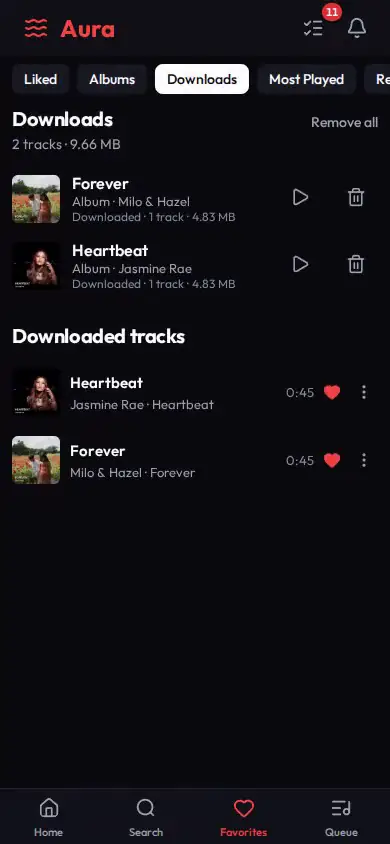 Aura
11
Liked
Albums
Downloads
Most Played
Re
Downloads
Remove all
2 tracks · 9.66 MB
Forever
Album · Milo & Hazel
Downloaded · 1 track · 4.83 MB
Heartbeat
Album · Jasmine Rae
Downloaded · 1 track · 4.83 MB
Downloaded tracks
Heartbeat
0:45
Jasmine Rae · Heartbeat
Forever
0:45
Milo & Hazel · Forever
Home
Search
Favorites
Queue